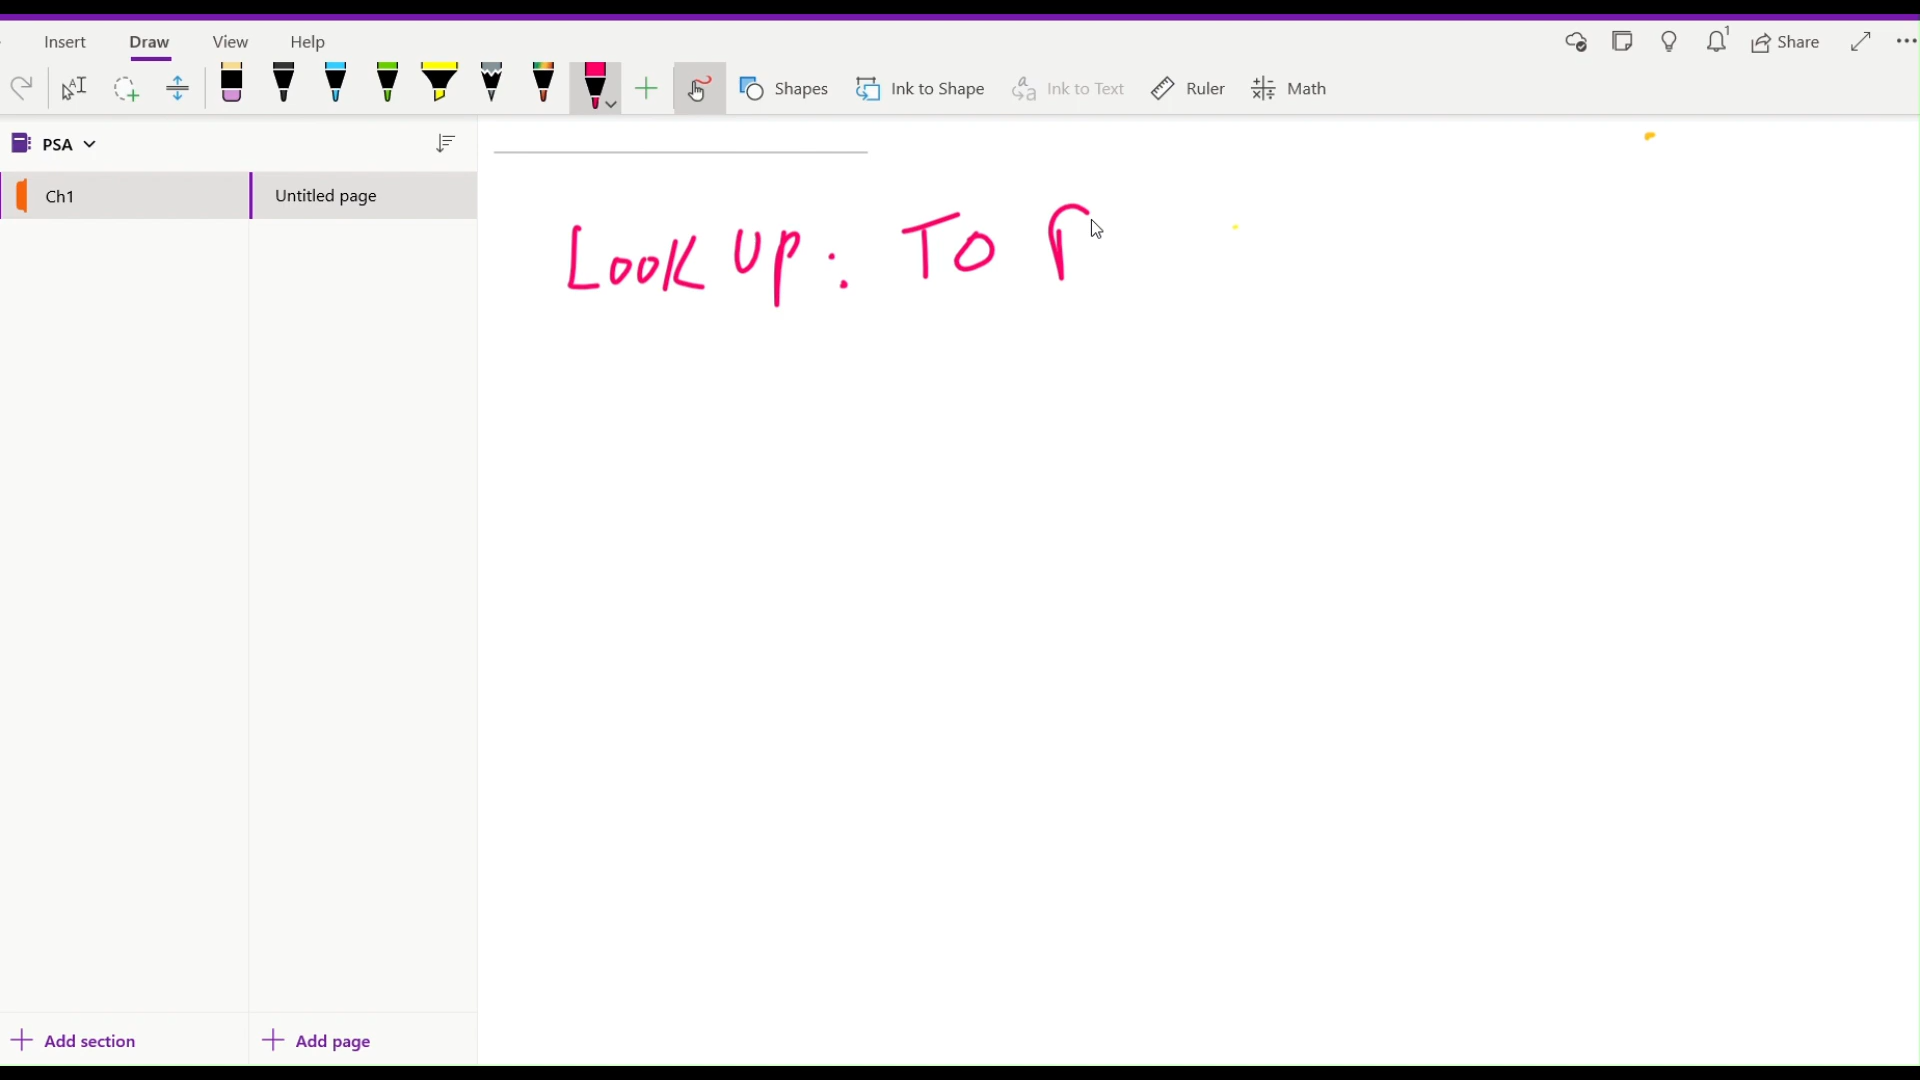 Insert Draw View Help 1 Share
Shapes Ink to Shape Ink to Text Ruler Math
PSA
Ch1 Untitled page
Look up: To
Add section Add page